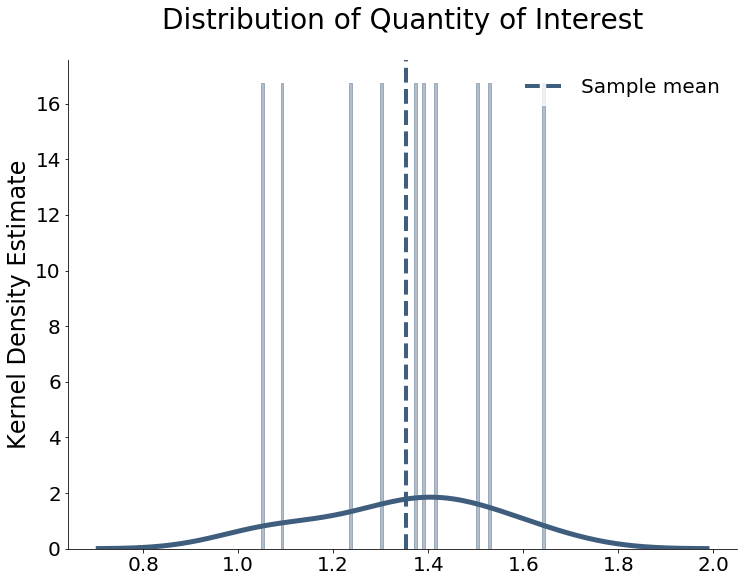 Distribution of Quantity of Interest
Sample mean
Kernel Density Estimate
16
14
12
10
8
6
4
2
0
0.8 1.0 1.2 1.4 1.6 1.8 2.0